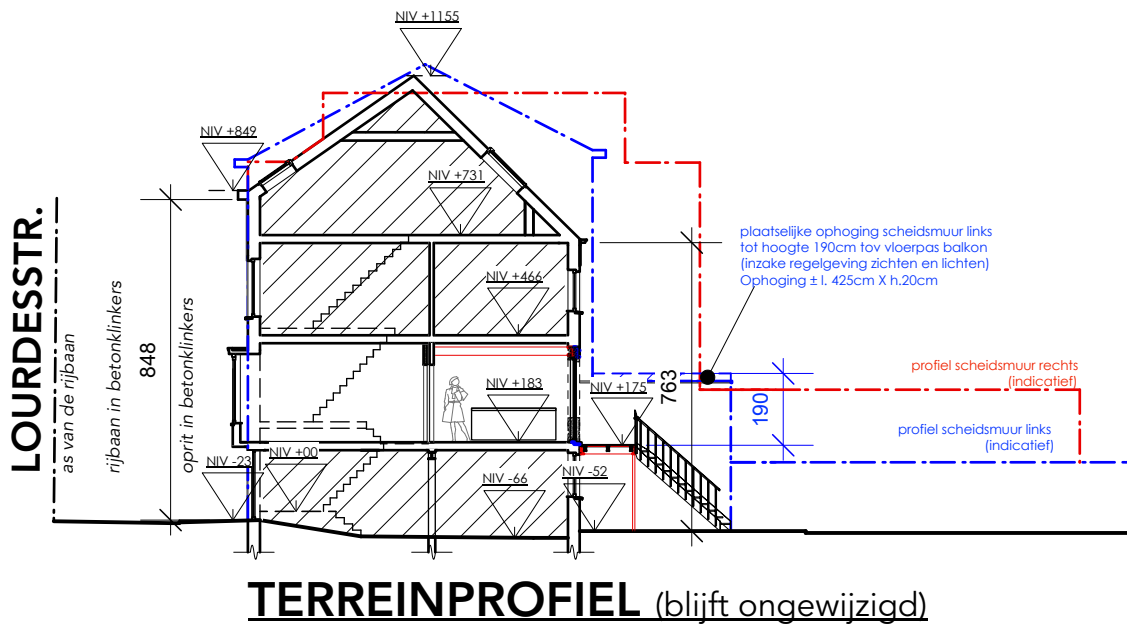 NIV +1155
NIV +849
NIV +731
plaatselijke ophoging scheidsmuur links
tot hoogte 190cm tov vloerpas balkon
(inzake regelgeving zichten en lichten)
Ophoging ± l. 425cm X h.20cm
NIV +466
LOURDESSTR.
as van de rijbaan
rijbaan in betonklinkers
oprit in betonklinkers
848
NIV +183
NIV +175
763
190
profiel scheidsmuur rechts
(indicatief)
profiel scheidsmuur links
(indicatief)
NIV -23
NIV +00
NIV -66
NIV -52
TERREINPROFIEL (blijft ongewijzigd)